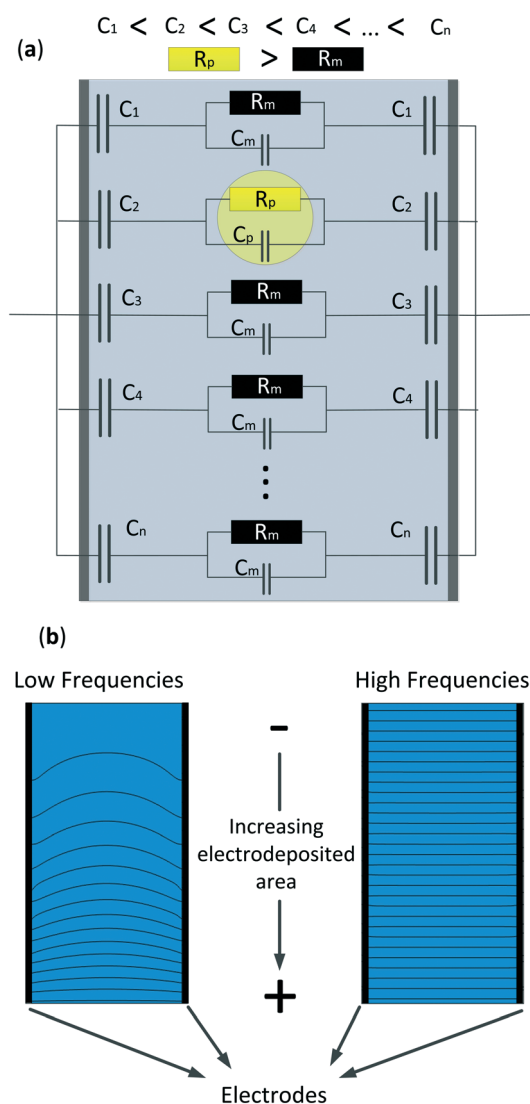 C1 < C2 < C3 < C4 < ... < Cn
(a)
Rp > Rm
C1 Rm C1
Cm
C2 Rp C2
Cp
C3 Rm C3
Cm
C4 Rm C4
Cm
⋮
Cn Rm Cn
Cm
(b)
Low Frequencies High Frequencies
-
Increasing
electrodeposited
area
+
Electrodes